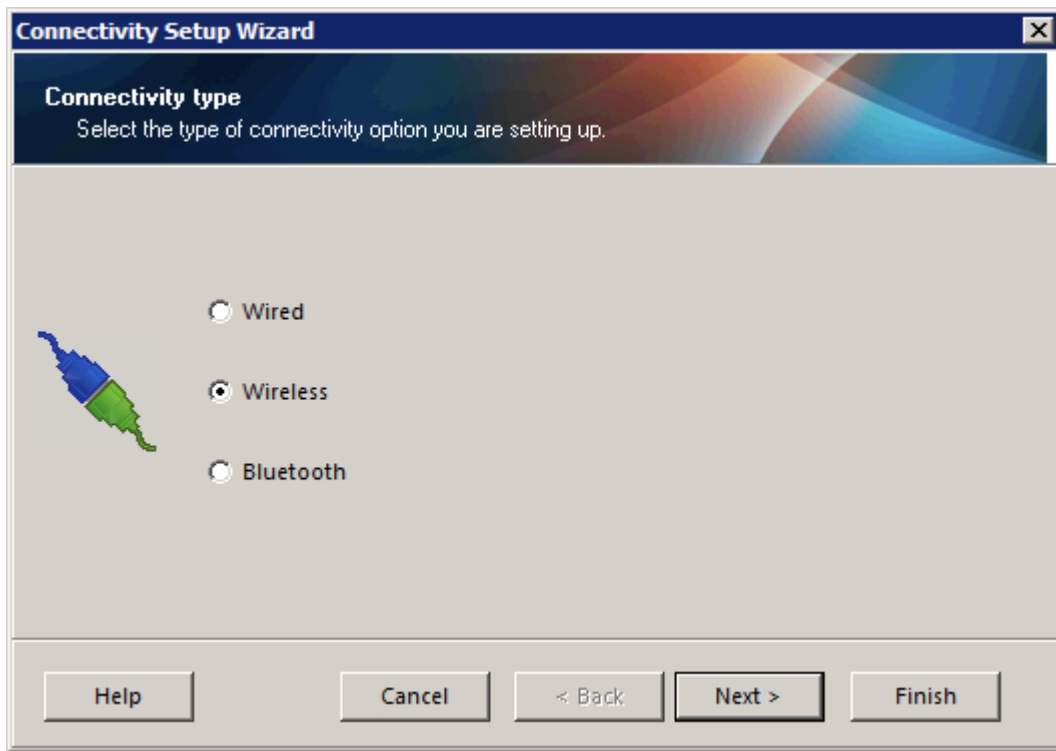 Connectivity Setup Wizard
Connectivity type
Select the type of connectivity option you are setting up.
Wired
Wireless
Bluetooth
Help Cancel < Back Next > Finish